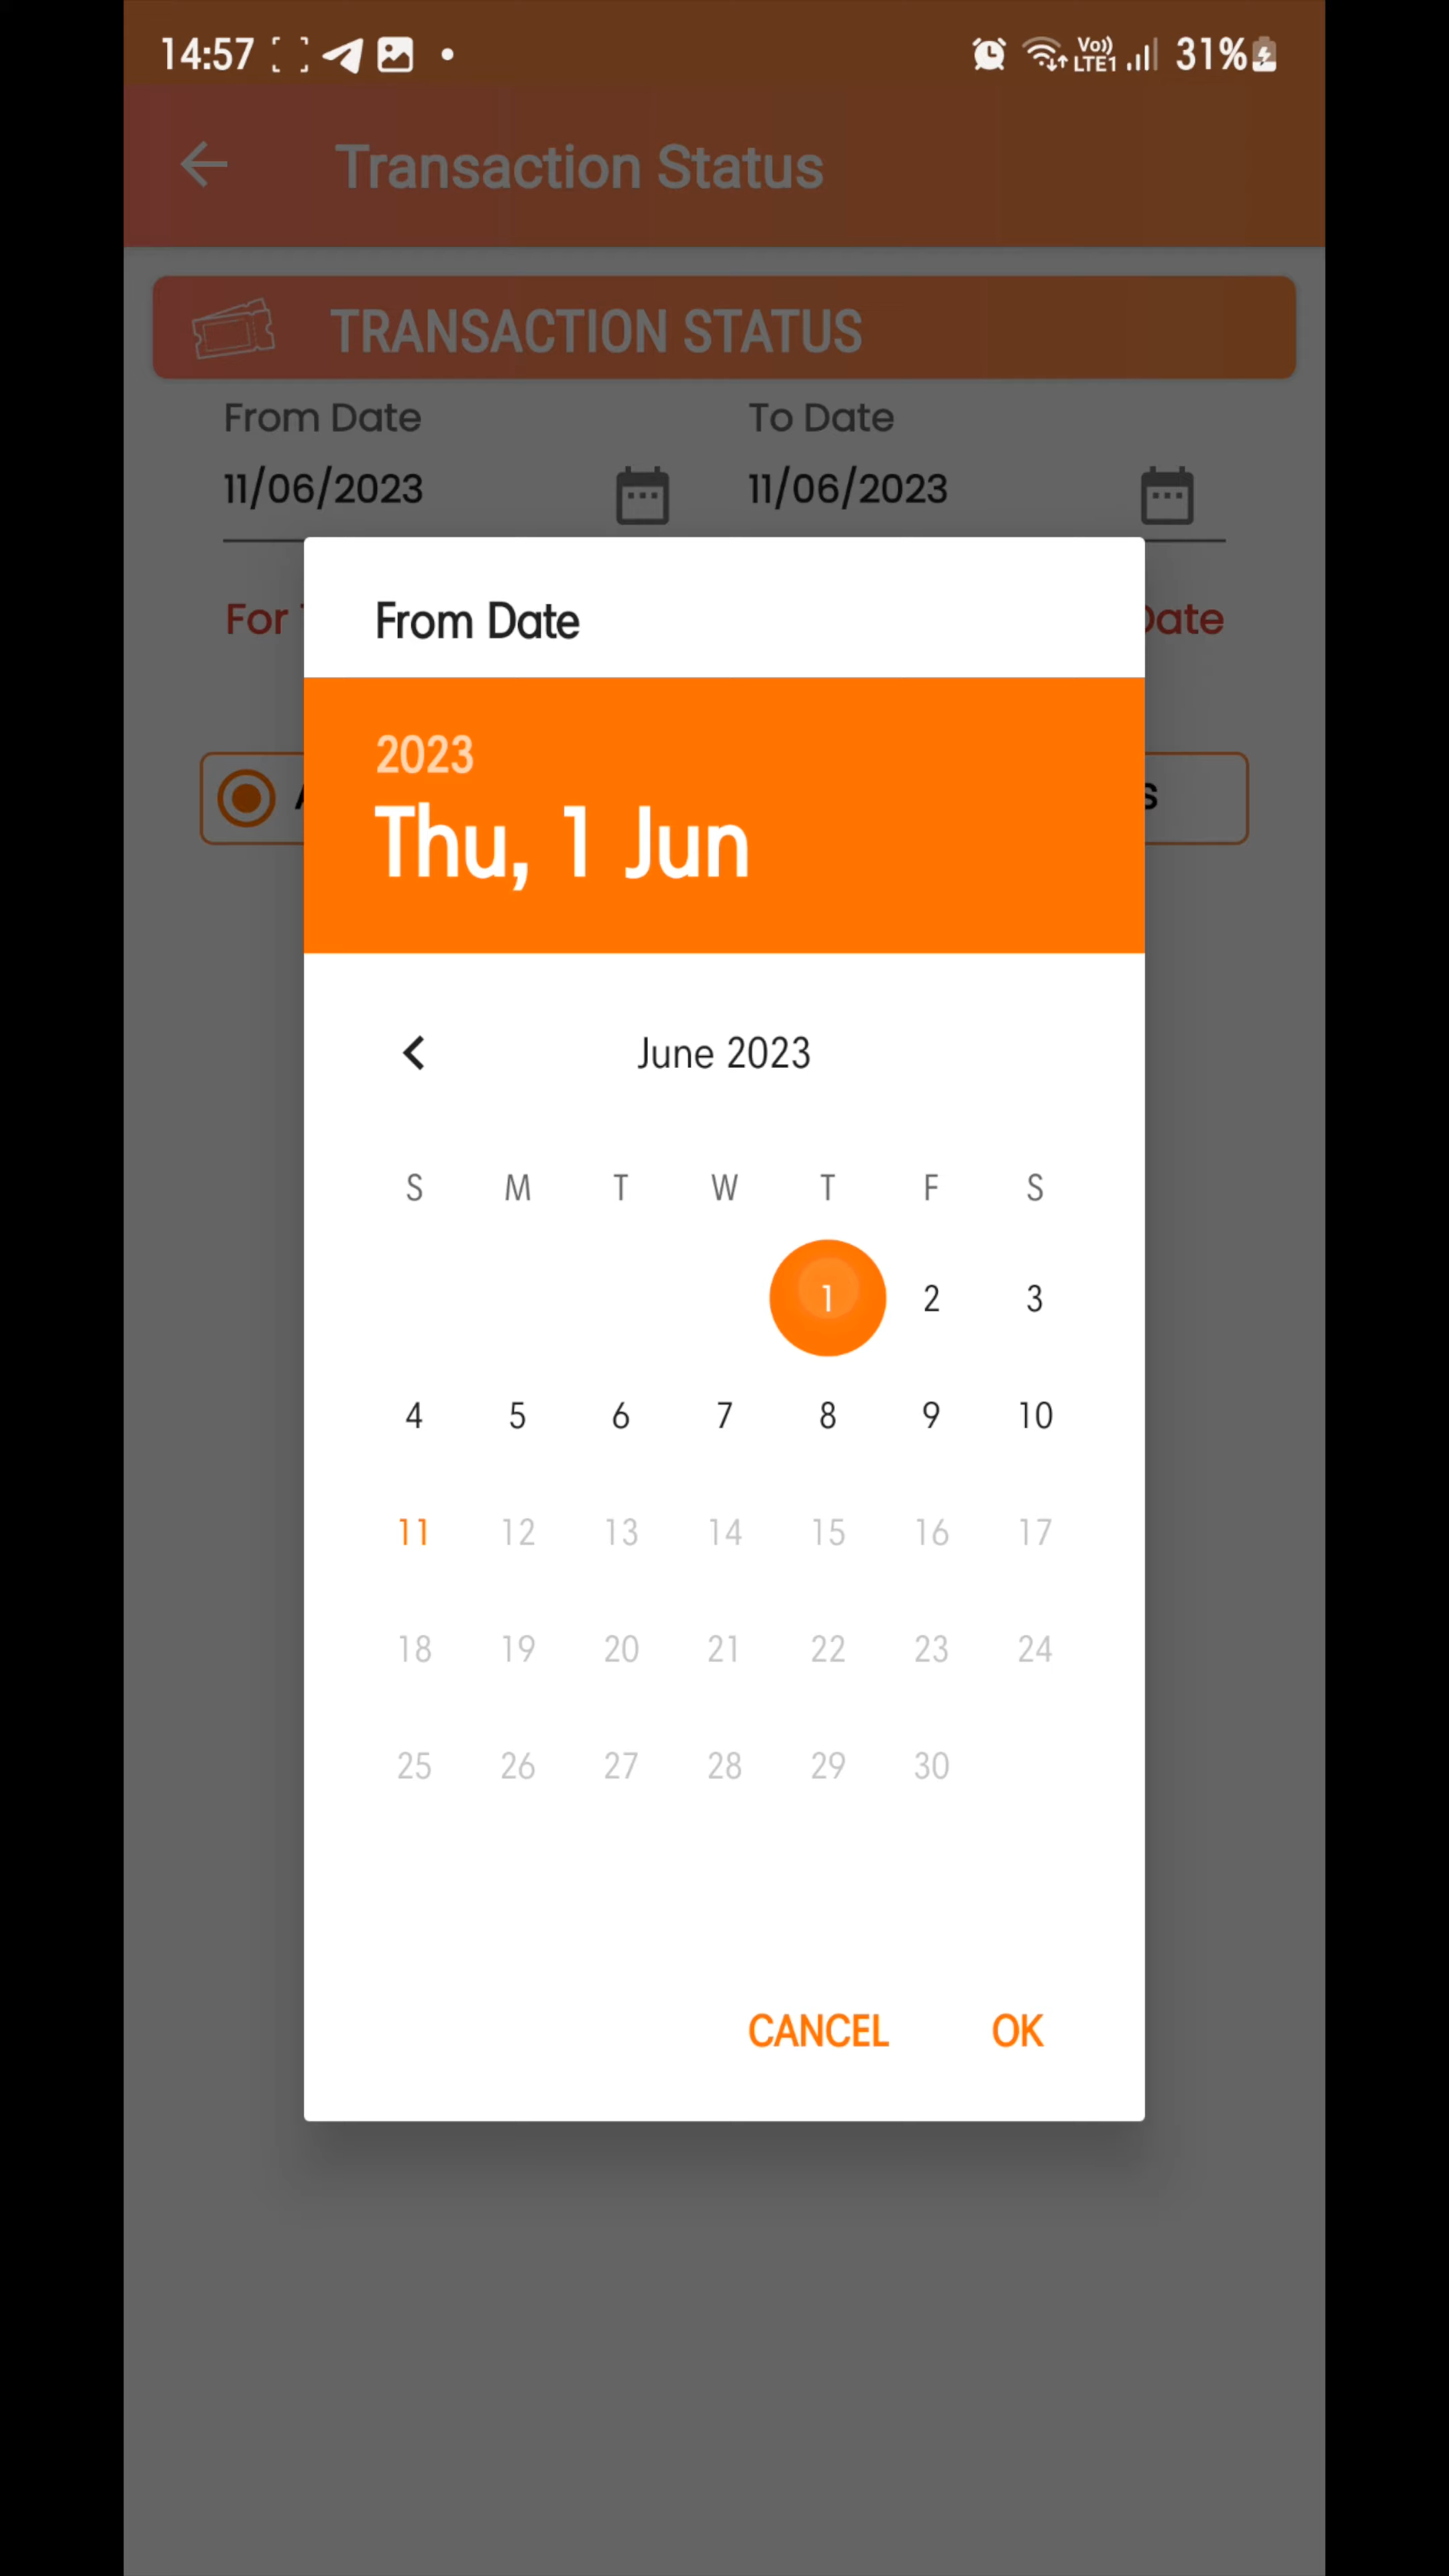 14:57 Vo)) LTE1 31%
Transaction Status
TRANSACTION STATUS
From Date To Date
11/06/2023 11/06/2023
For Date
From Date
2023
Thu, 1 Jun
June 2023
S M T W T F S
1 2 3
4 5 6 7 8 9 10
11 12 13 14 15 16 17
18 19 20 21 22 23 24
25 26 27 28 29 30
CANCEL OK